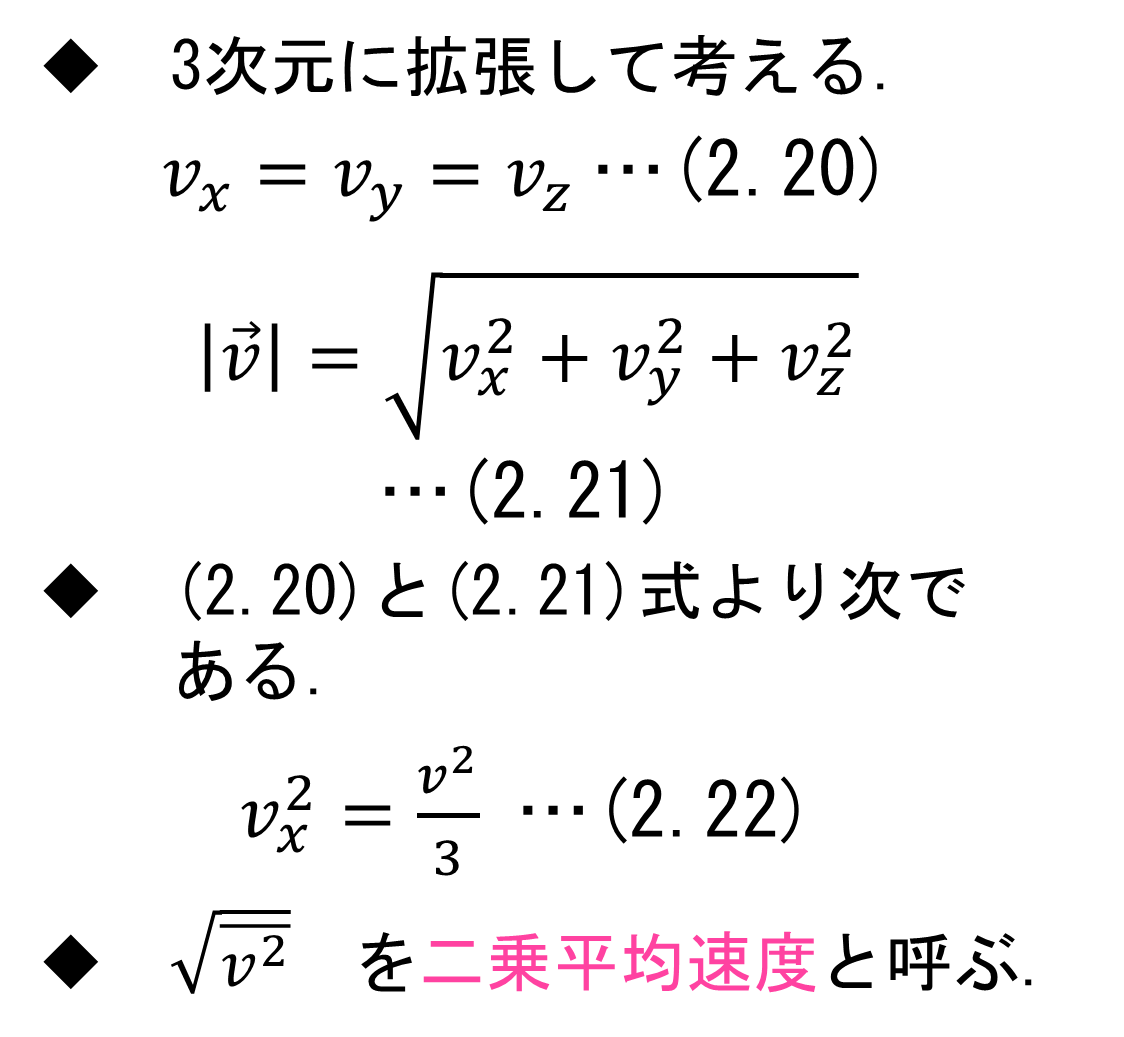 ◆ 3次元に拡張して考える.
$v_x = v_y = v_z$ …(2.20)
$|\vec{v}| = \sqrt{v_x^2 + v_y^2 + v_z^2}$
…(2.21)
◆ (2.20)と(2.21)式より次で
ある.
$v_x^2 = \frac{v^2}{3}$ …(2.22)
◆ $\sqrt{\overline{v^2}}$ を二乗平均速度と呼ぶ.